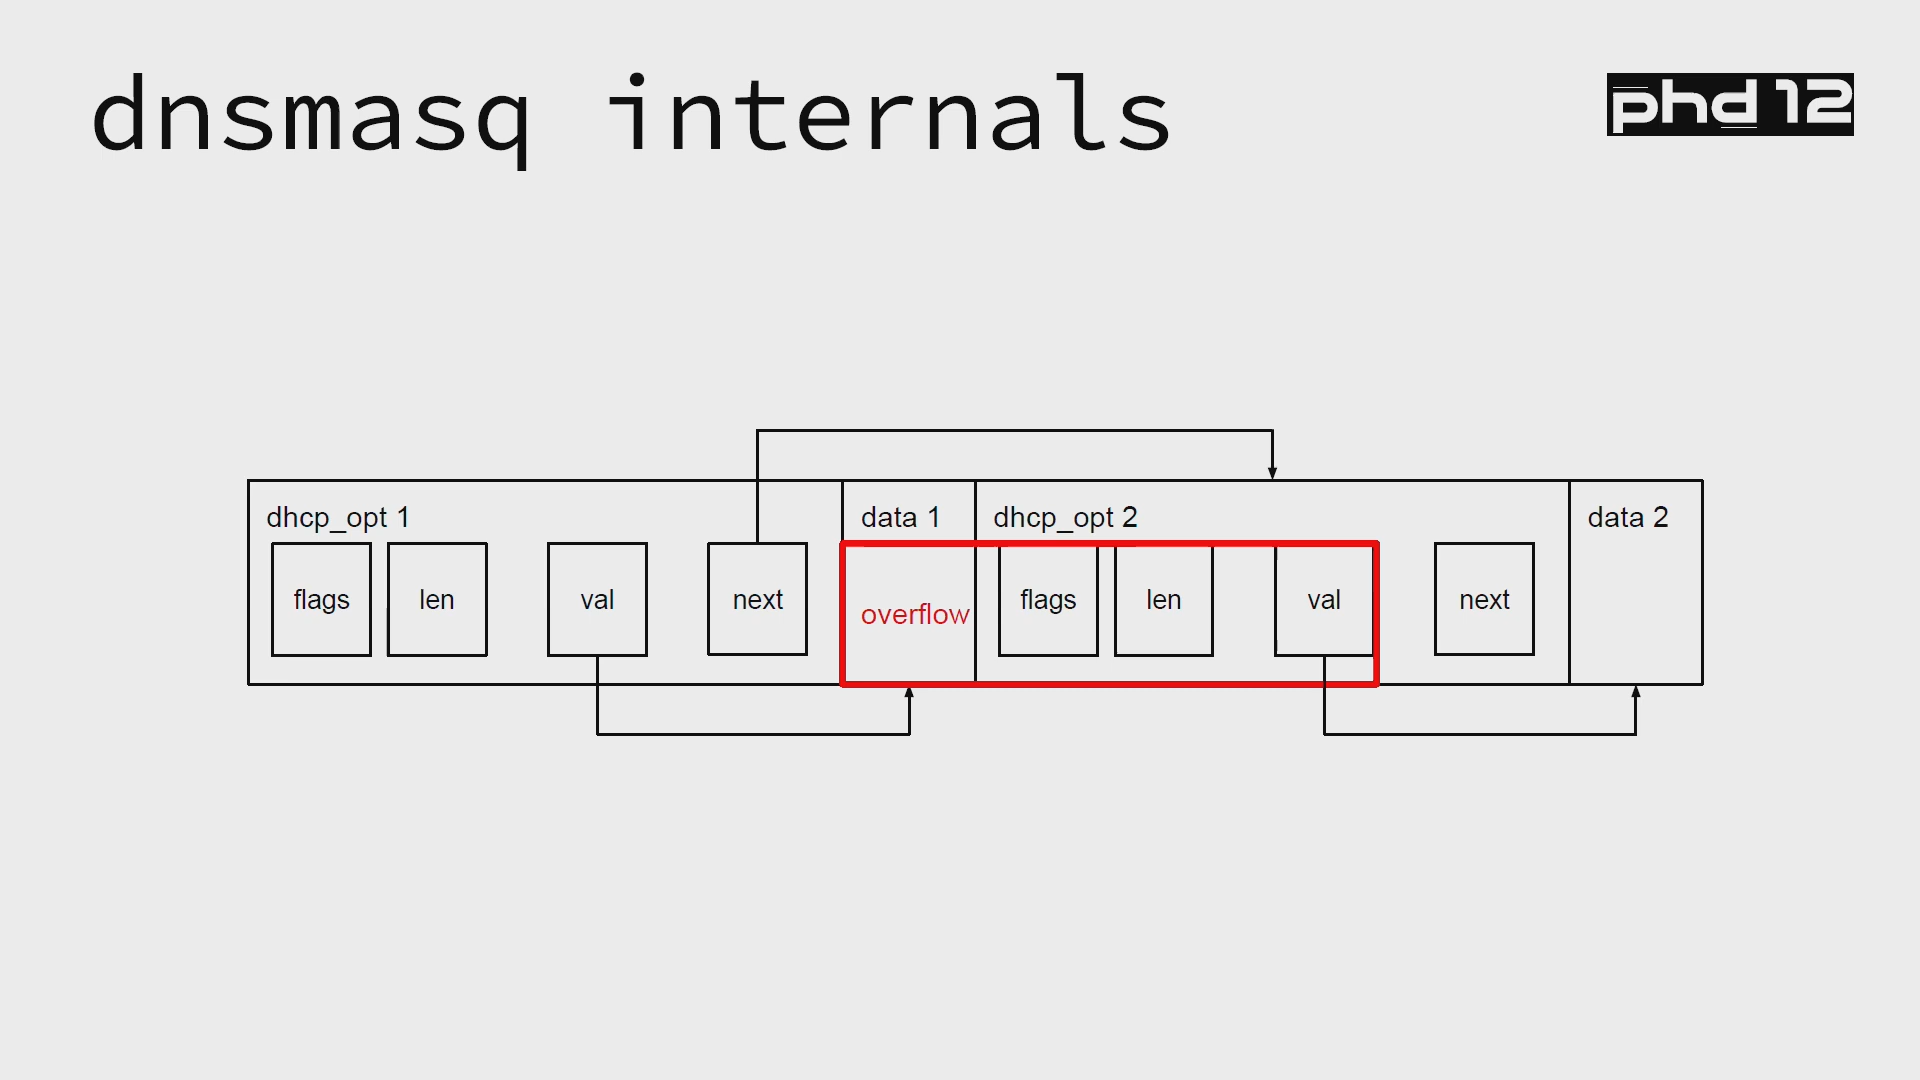 dnsmasq internals
phd 12
dhcp_opt 1
data 1
dhcp_opt 2
data 2
flags
len
val
next
overflow
flags
len
val
next